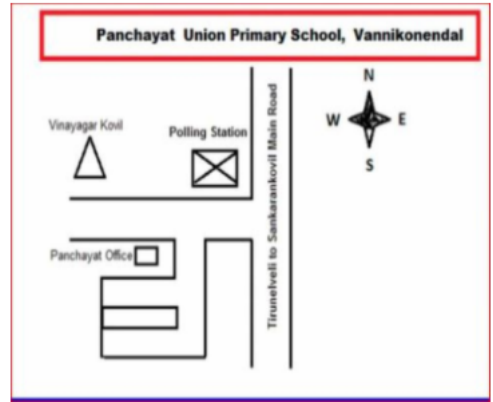 Panchayat Union Primary School, Vannikonendal
N
Vinayagar Kovil
Polling Station
W
E
S
Tirunelveli to Sankarankovil Main Road
Panchayat Office